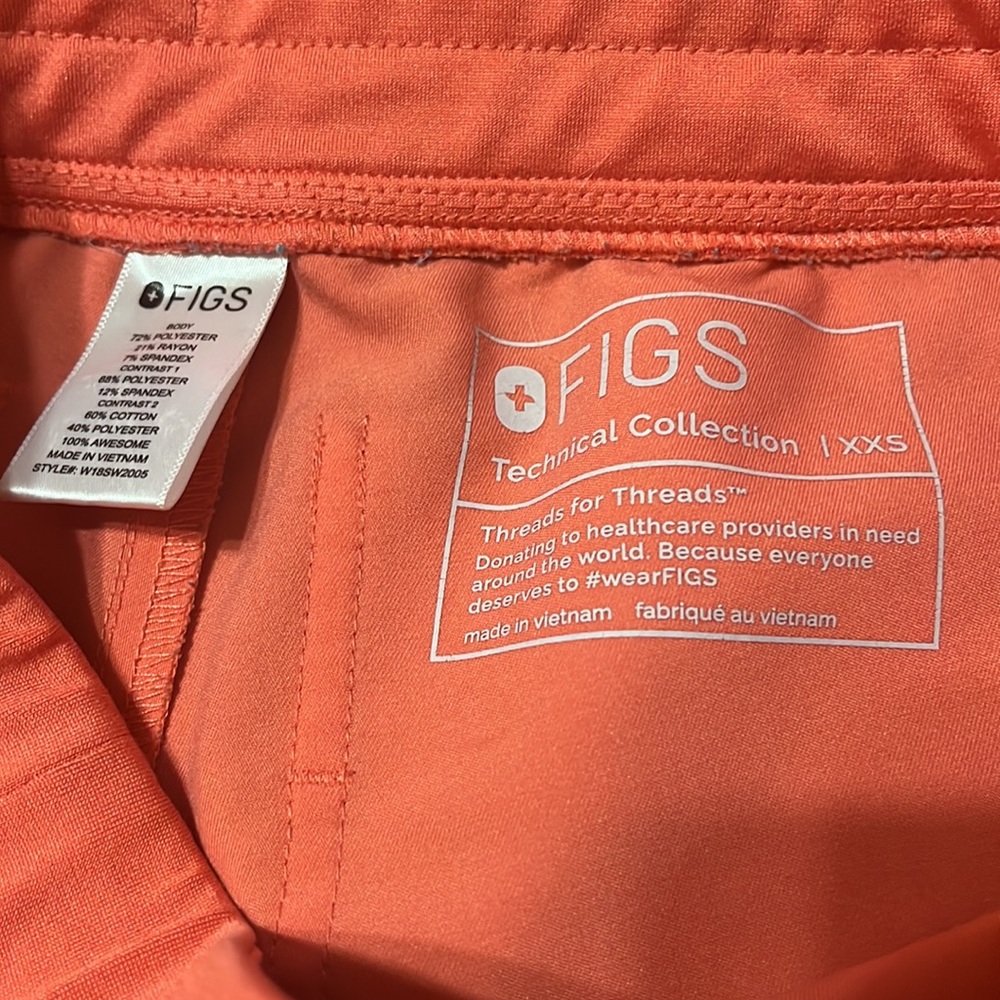 FIGS
BODY
72% POLYESTER
21% RAYON
7% SPANDEX
CONTRAST 1
88% POLYESTER
12% SPANDEX
CONTRAST 2
60% COTTON
40% POLYESTER
100% AWESOME
MADE IN VIETNAM
STYLE#: W18SW2005
FIGS
Technical Collection | XXS
Threads for Threads™
Donating to healthcare providers in need
around the world. Because everyone
deserves to #wearFIGS
made in vietnam fabriqué au vietnam